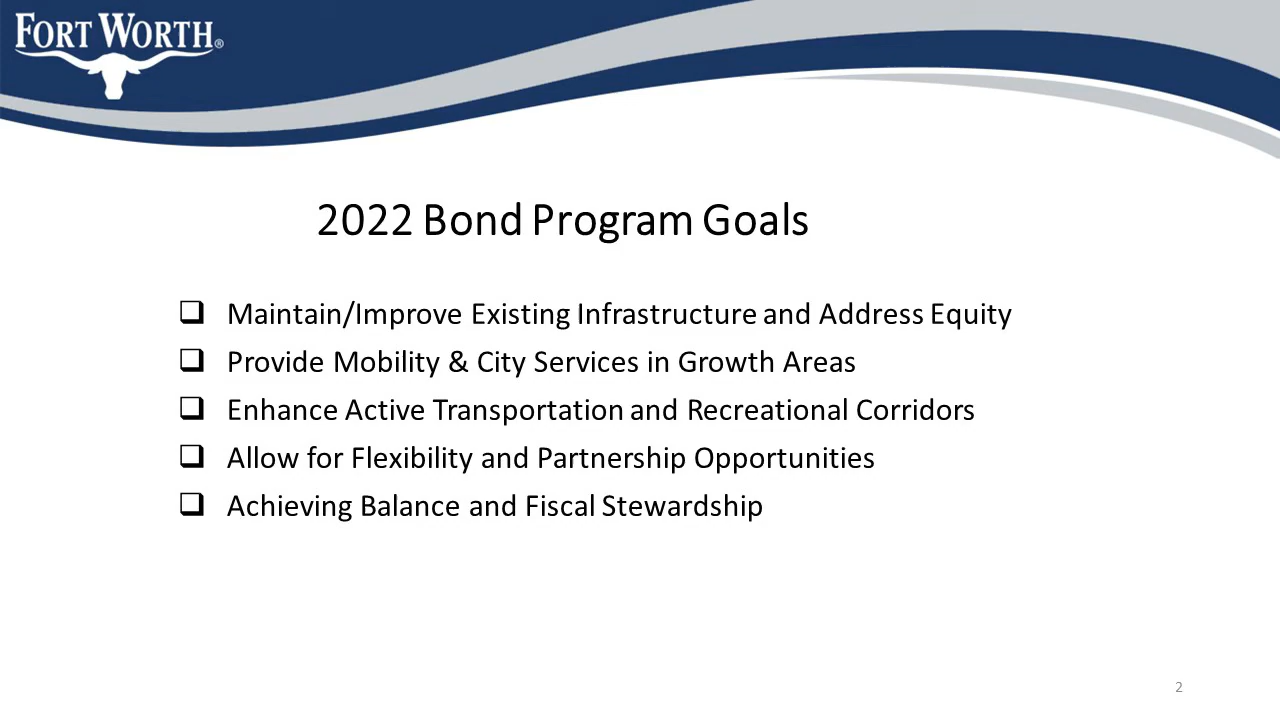 FORT WORTH®
2022 Bond Program Goals
❑ Maintain/Improve Existing Infrastructure and Address Equity
❑ Provide Mobility & City Services in Growth Areas
❑ Enhance Active Transportation and Recreational Corridors
❑ Allow for Flexibility and Partnership Opportunities
❑ Achieving Balance and Fiscal Stewardship
2